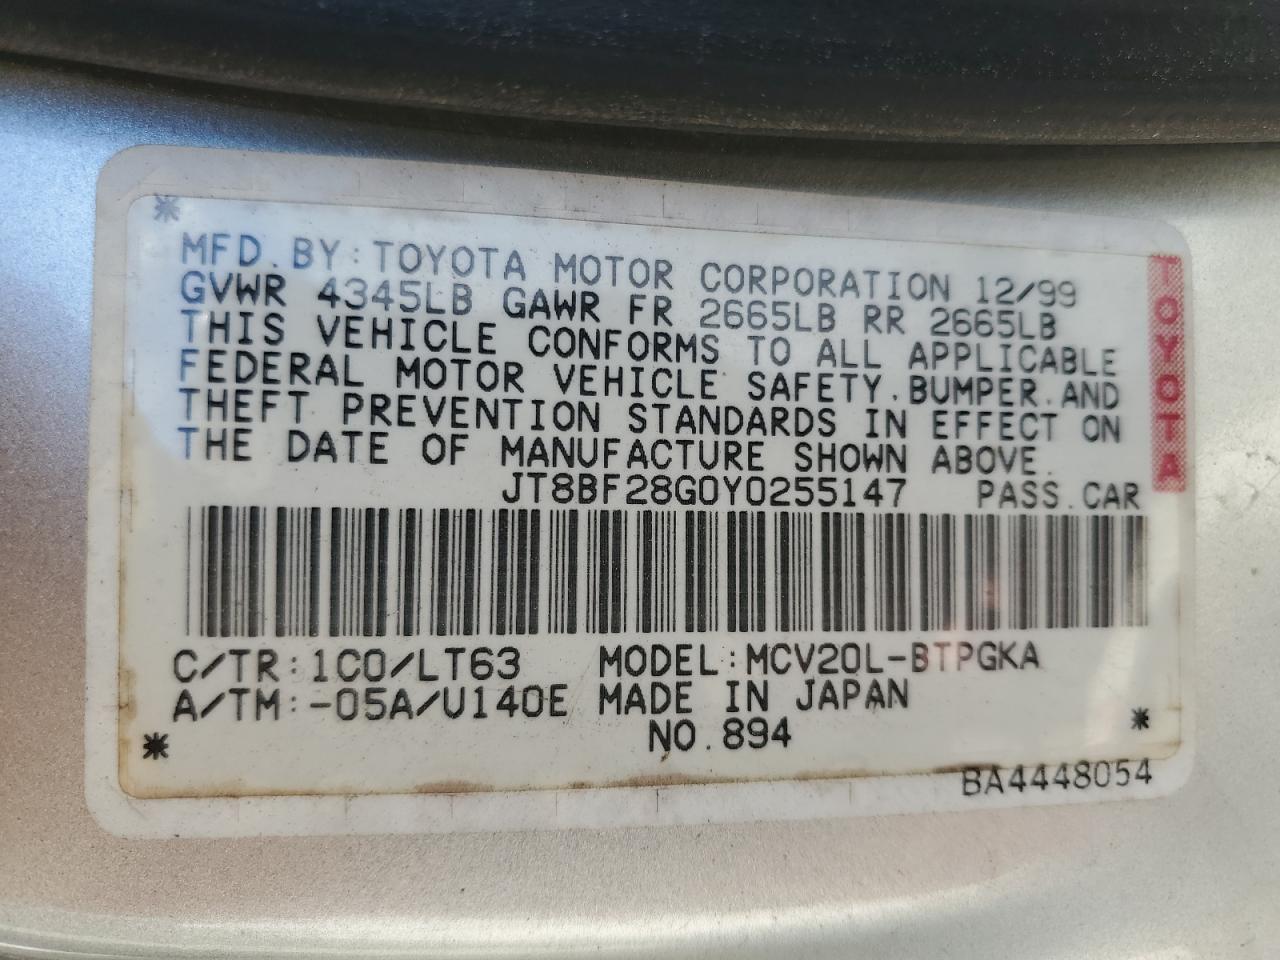 MFD.BY:TOYOTA MOTOR CORPORATION 12/99
GVWR 4345LB GAWR FR 2665LB RR 2665LB
THIS VEHICLE CONFORMS TO ALL APPLICABLE
FEDERAL MOTOR VEHICLE SAFETY.BUMPER.AND
THEFT PREVENTION STANDARDS IN EFFECT ON
THE DATE OF MANUFACTURE SHOWN ABOVE.
JT8BF28G0Y0255147 PASS.CAR
C/TR:1C0/LT63 MODEL:MCV20L-BTPGKA
A/TM:-05A/U140E MADE IN JAPAN
NO.894
BA4448054
TOYOTA